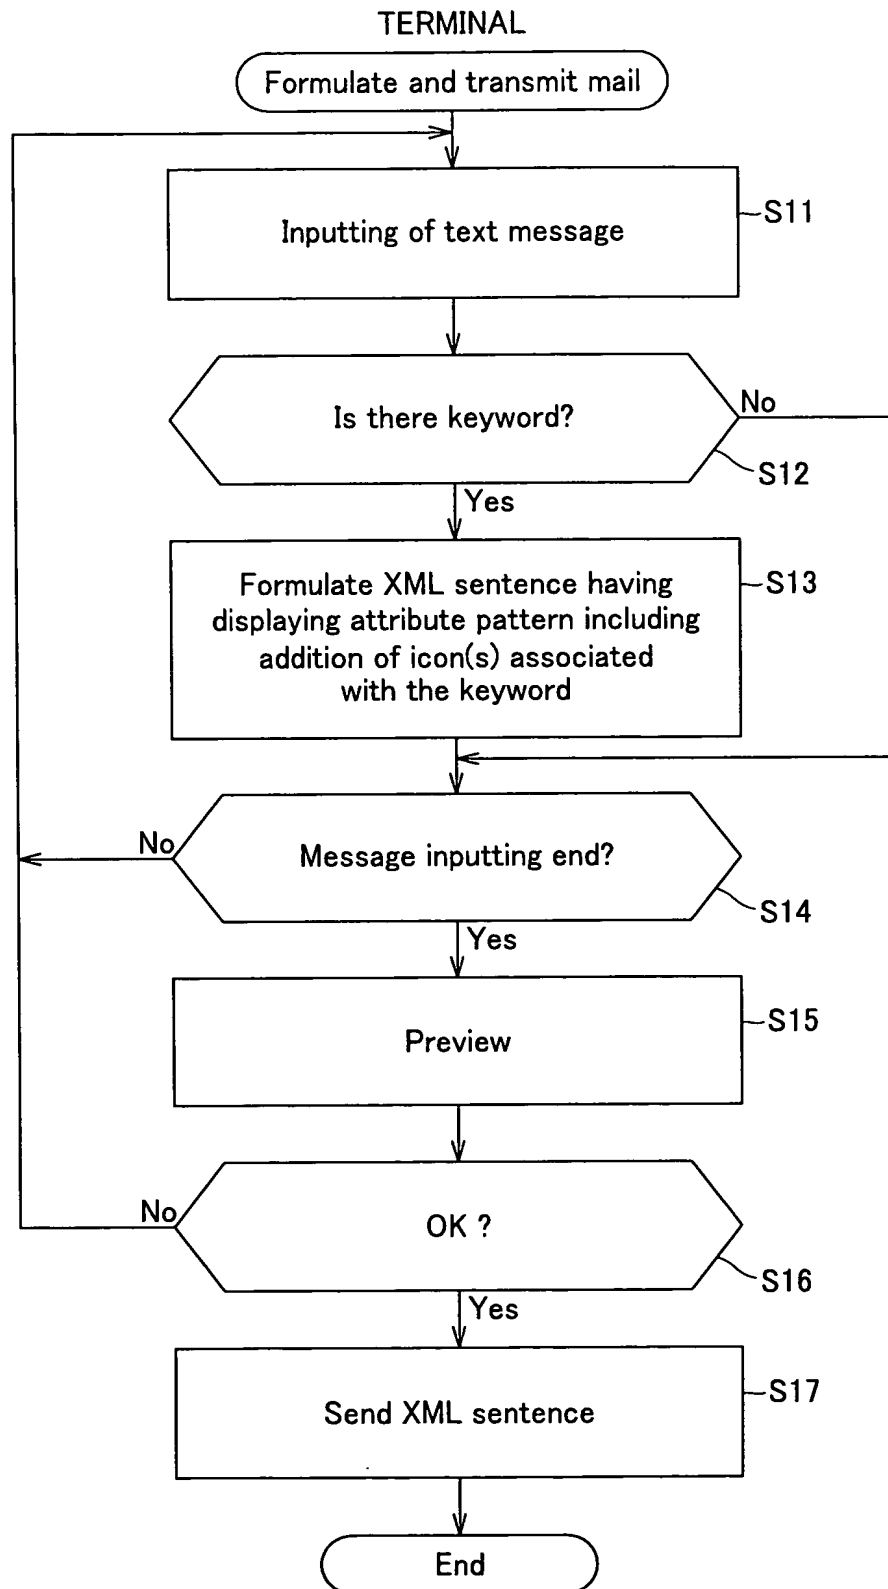 TERMINAL
Formulate and transmit mail
Inputting of text message
S11
Is there keyword?
No
S12
Yes
Formulate XML sentence having
displaying attribute pattern including
addition of icon(s) associated
with the keyword
S13
No
Message inputting end?
S14
Yes
Preview
S15
No
OK ?
S16
Yes
Send XML sentence
S17
End